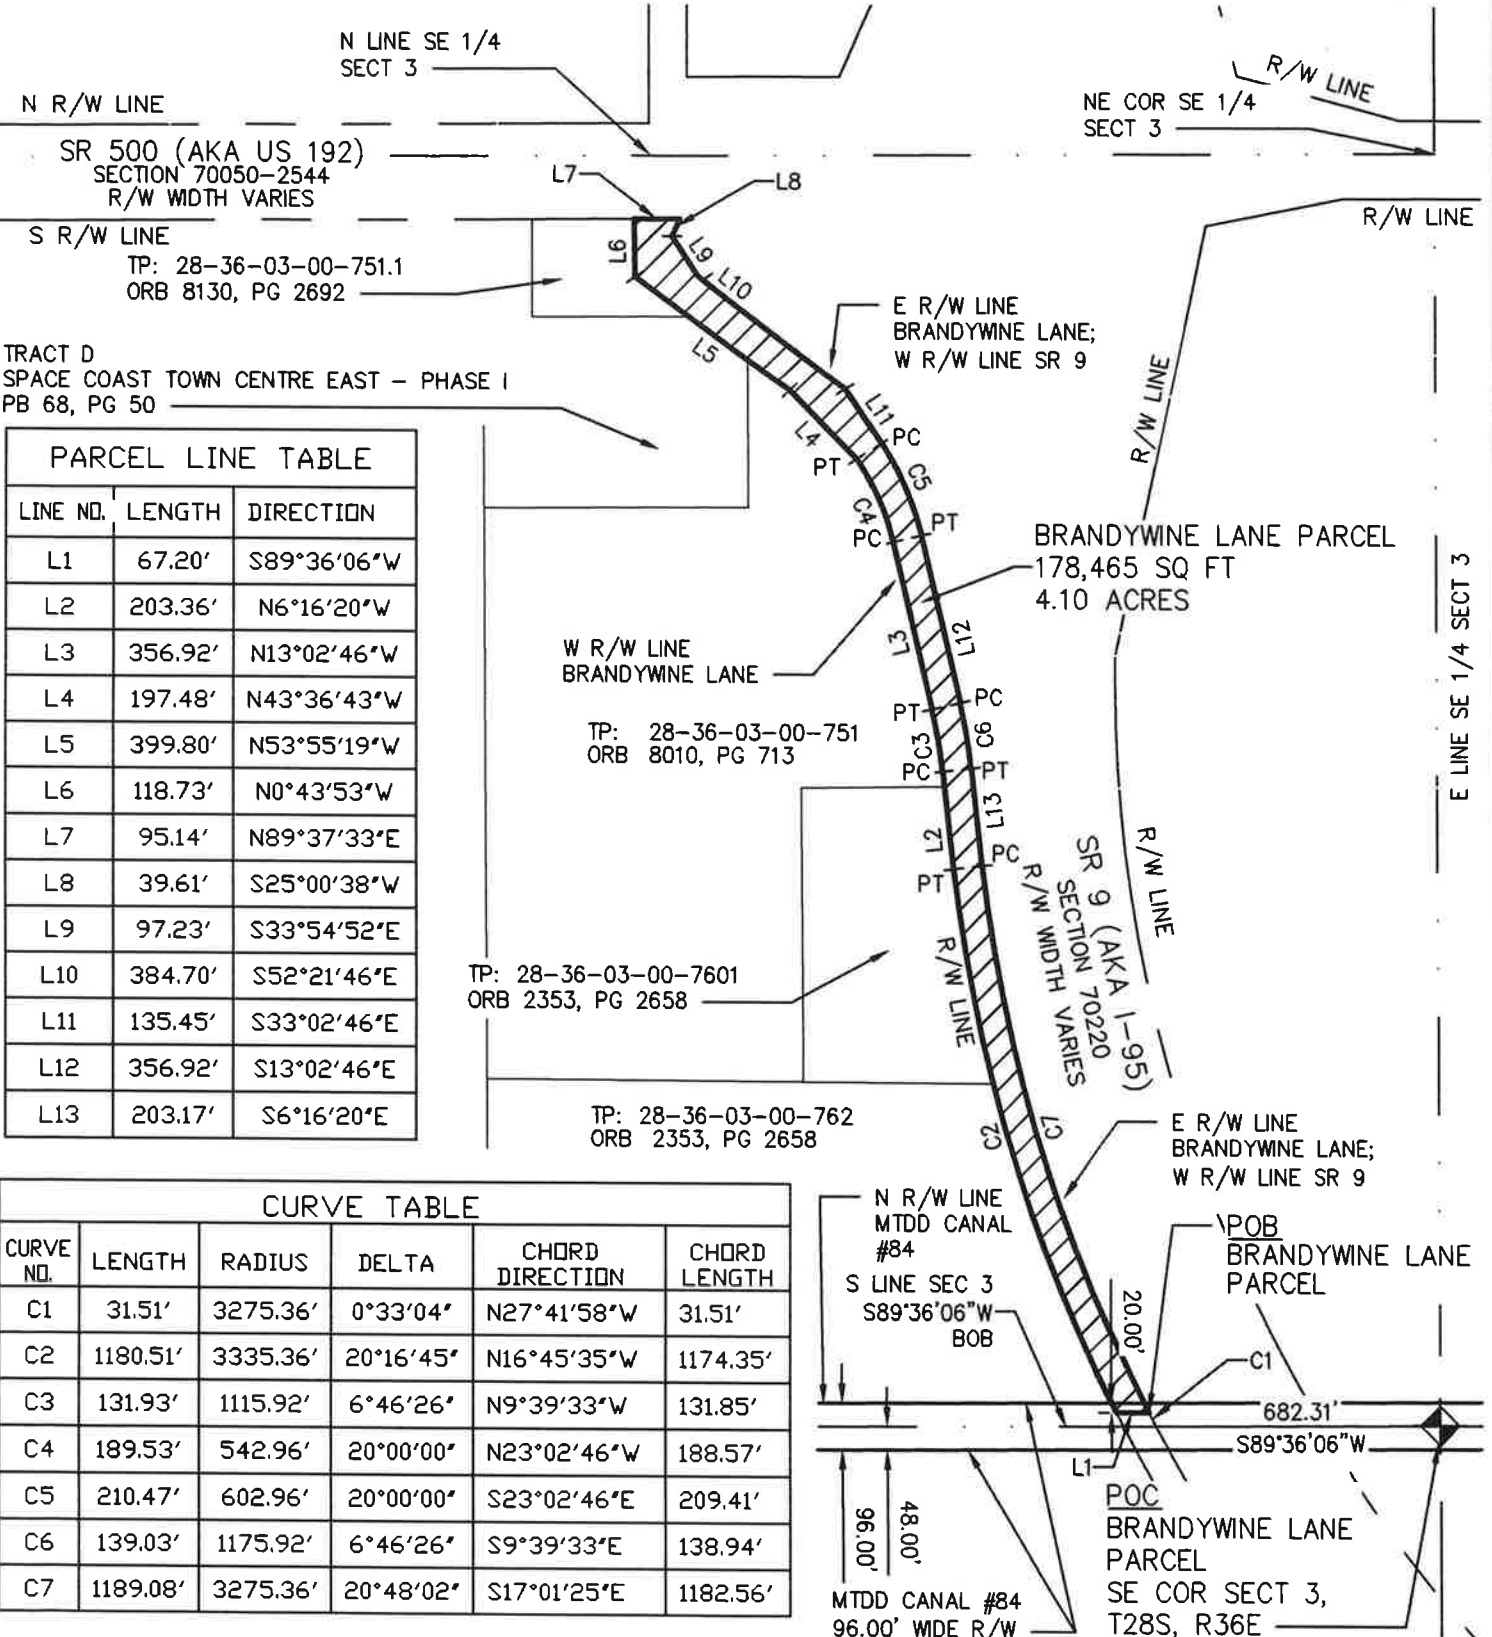 N LINE SE 1/4
SECT 3
R/W LINE
N R/W LINE
NE COR SE 1/4
SECT 3
SR 500 (AKA US 192)
SECTION 70050-2544
R/W WIDTH VARIES
L7
L8
R/W LINE
S R/W LINE
L6
L9
L10
TP: 28-36-03-00-751.1
ORB 8130, PG 2692
E R/W LINE
BRANDYWINE LANE;
W R/W LINE SR 9
L5
TRACT D
SPACE COAST TOWN CENTRE EAST - PHASE I
PB 68, PG 50
R/W LINE
L11
L4
PC
PT
C5
C4
PT
PC
BRANDYWINE LANE PARCEL
178,465 SQ FT
4.10 ACRES
E LINE SE 1/4 SECT 3
PARCEL LINE TABLE
LINE NO. LENGTH DIRECTION
L1 67.20' S89°36'06"W
L2 203.36' N6°16'20"W
L3 356.92' N13°02'46"W
L4 197.48' N43°36'43"W
L5 399.80' N53°55'19"W
L6 118.73' N0°43'53"W
L7 95.14' N89°37'33"E
L8 39.61' S25°00'38"W
L9 97.23' S33°54'52"E
L10 384.70' S52°21'46"E
L11 135.45' S33°02'46"E
L12 356.92' S13°02'46"E
L13 203.17' S6°16'20"E
W R/W LINE
BRANDYWINE LANE
L3
L12
PC
PT
TP: 28-36-03-00-751
ORB 8010, PG 713
C3
C6
PC
PT
L2
L13
PC
PT
R/W LINE
SR 9 (AKA I-95)
SECTION 70220
R/W WIDTH VARIES
R/W LINE
TP: 28-36-03-00-7601
ORB 2353, PG 2658
TP: 28-36-03-00-762
ORB 2353, PG 2658
C2
C7
E R/W LINE
BRANDYWINE LANE;
W R/W LINE SR 9
CURVE TABLE
CURVE NO. LENGTH RADIUS DELTA CHORD DIRECTION CHORD LENGTH
C1 31.51' 3275.36' 0°33'04" N27°41'58"W 31.51'
C2 1180.51' 3335.36' 20°16'45" N16°45'35"W 1174.35'
C3 131.93' 1115.92' 6°46'26" N9°39'33"W 131.85'
C4 189.53' 542.96' 20°00'00" N23°02'46"W 188.57'
C5 210.47' 602.96' 20°00'00" S23°02'46"E 209.41'
C6 139.03' 1175.92' 6°46'26" S9°39'33"E 138.94'
C7 1189.08' 3275.36' 20°48'02" S17°01'25"E 1182.56'
N R/W LINE
MTDD CANAL
#84
S LINE SEC 3
S89°36'06"W
BOB
POB
BRANDYWINE LANE
PARCEL
20.00'
C1
682.31'
S89°36'06"W
L1
48.00'
96.00'
POC
BRANDYWINE LANE
PARCEL
SE COR SECT 3,
T28S, R36E
MTDD CANAL #84
96.00' WIDE R/W